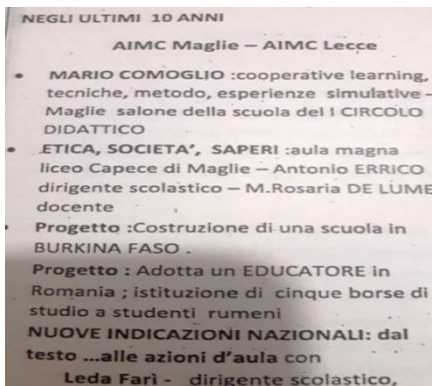 NEGLI ULTIMI 10 ANNI
AIMC Maglie – AIMC Lecce
• MARIO COMOGLIO :cooperative learning,
tecniche, metodo, esperienze simulative –
Maglie salone della scuola del I CIRCOLO
DIDATTICO
• ETICA, SOCIETA’, SAPERI :aula magna
liceo Capece di Maglie – Antonio ERRICO
dirigente scolastico – M.Rosaria DE LUME
docente
• Progetto :Costruzione di una scuola in
BURKINA FASO .
Progetto : Adotta un EDUCATORE in
Romania ; istituzione di cinque borse di
studio a studenti rumeni
NUOVE INDICAZIONI NAZIONALI: dal
testo ...alle azioni d’aula con
Leda Farì - dirigente scolastico,